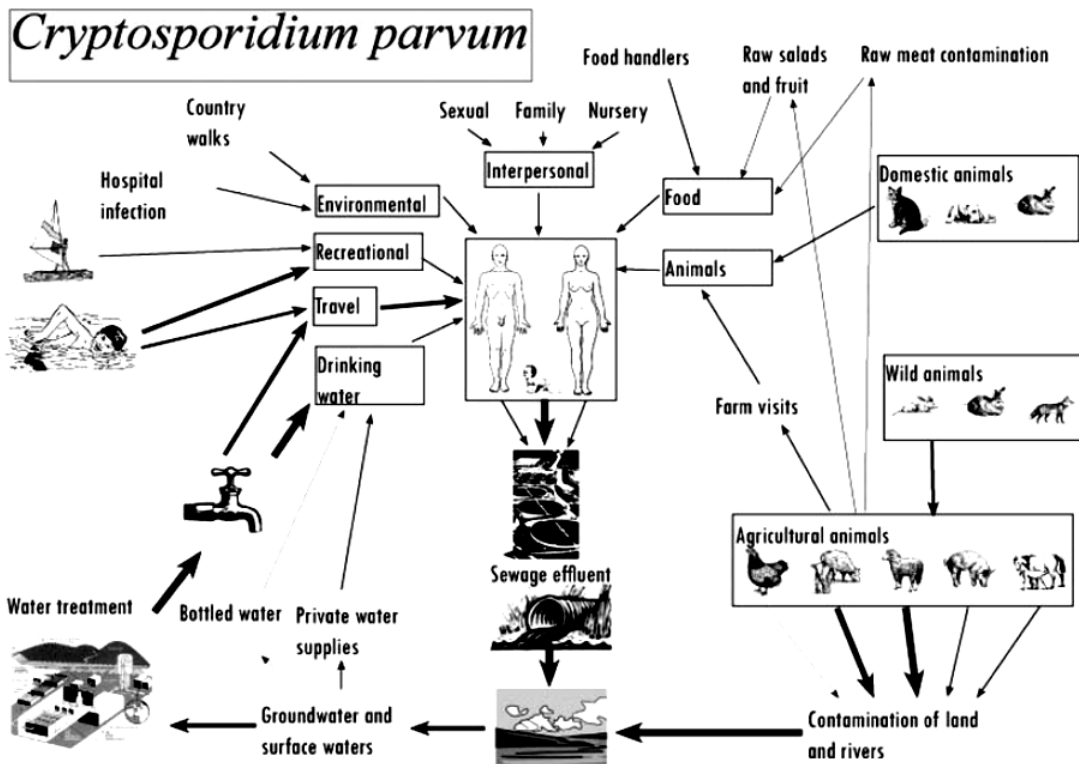 Cryptosporidium parvum
Food handlers
Raw salads
and fruit
Raw meat contamination
Country
walks
Sexual
Family
Nursery
Interpersonal
Hospital
infection
Environmental
Food
Domestic animals
Recreational
Animals
Travel
Drinking
water
Wild animals
Farm visits
Agricultural animals
Sewage effluent
Water treatment
Bottled water
Private water
supplies
Groundwater and
surface waters
Contamination of land
and rivers